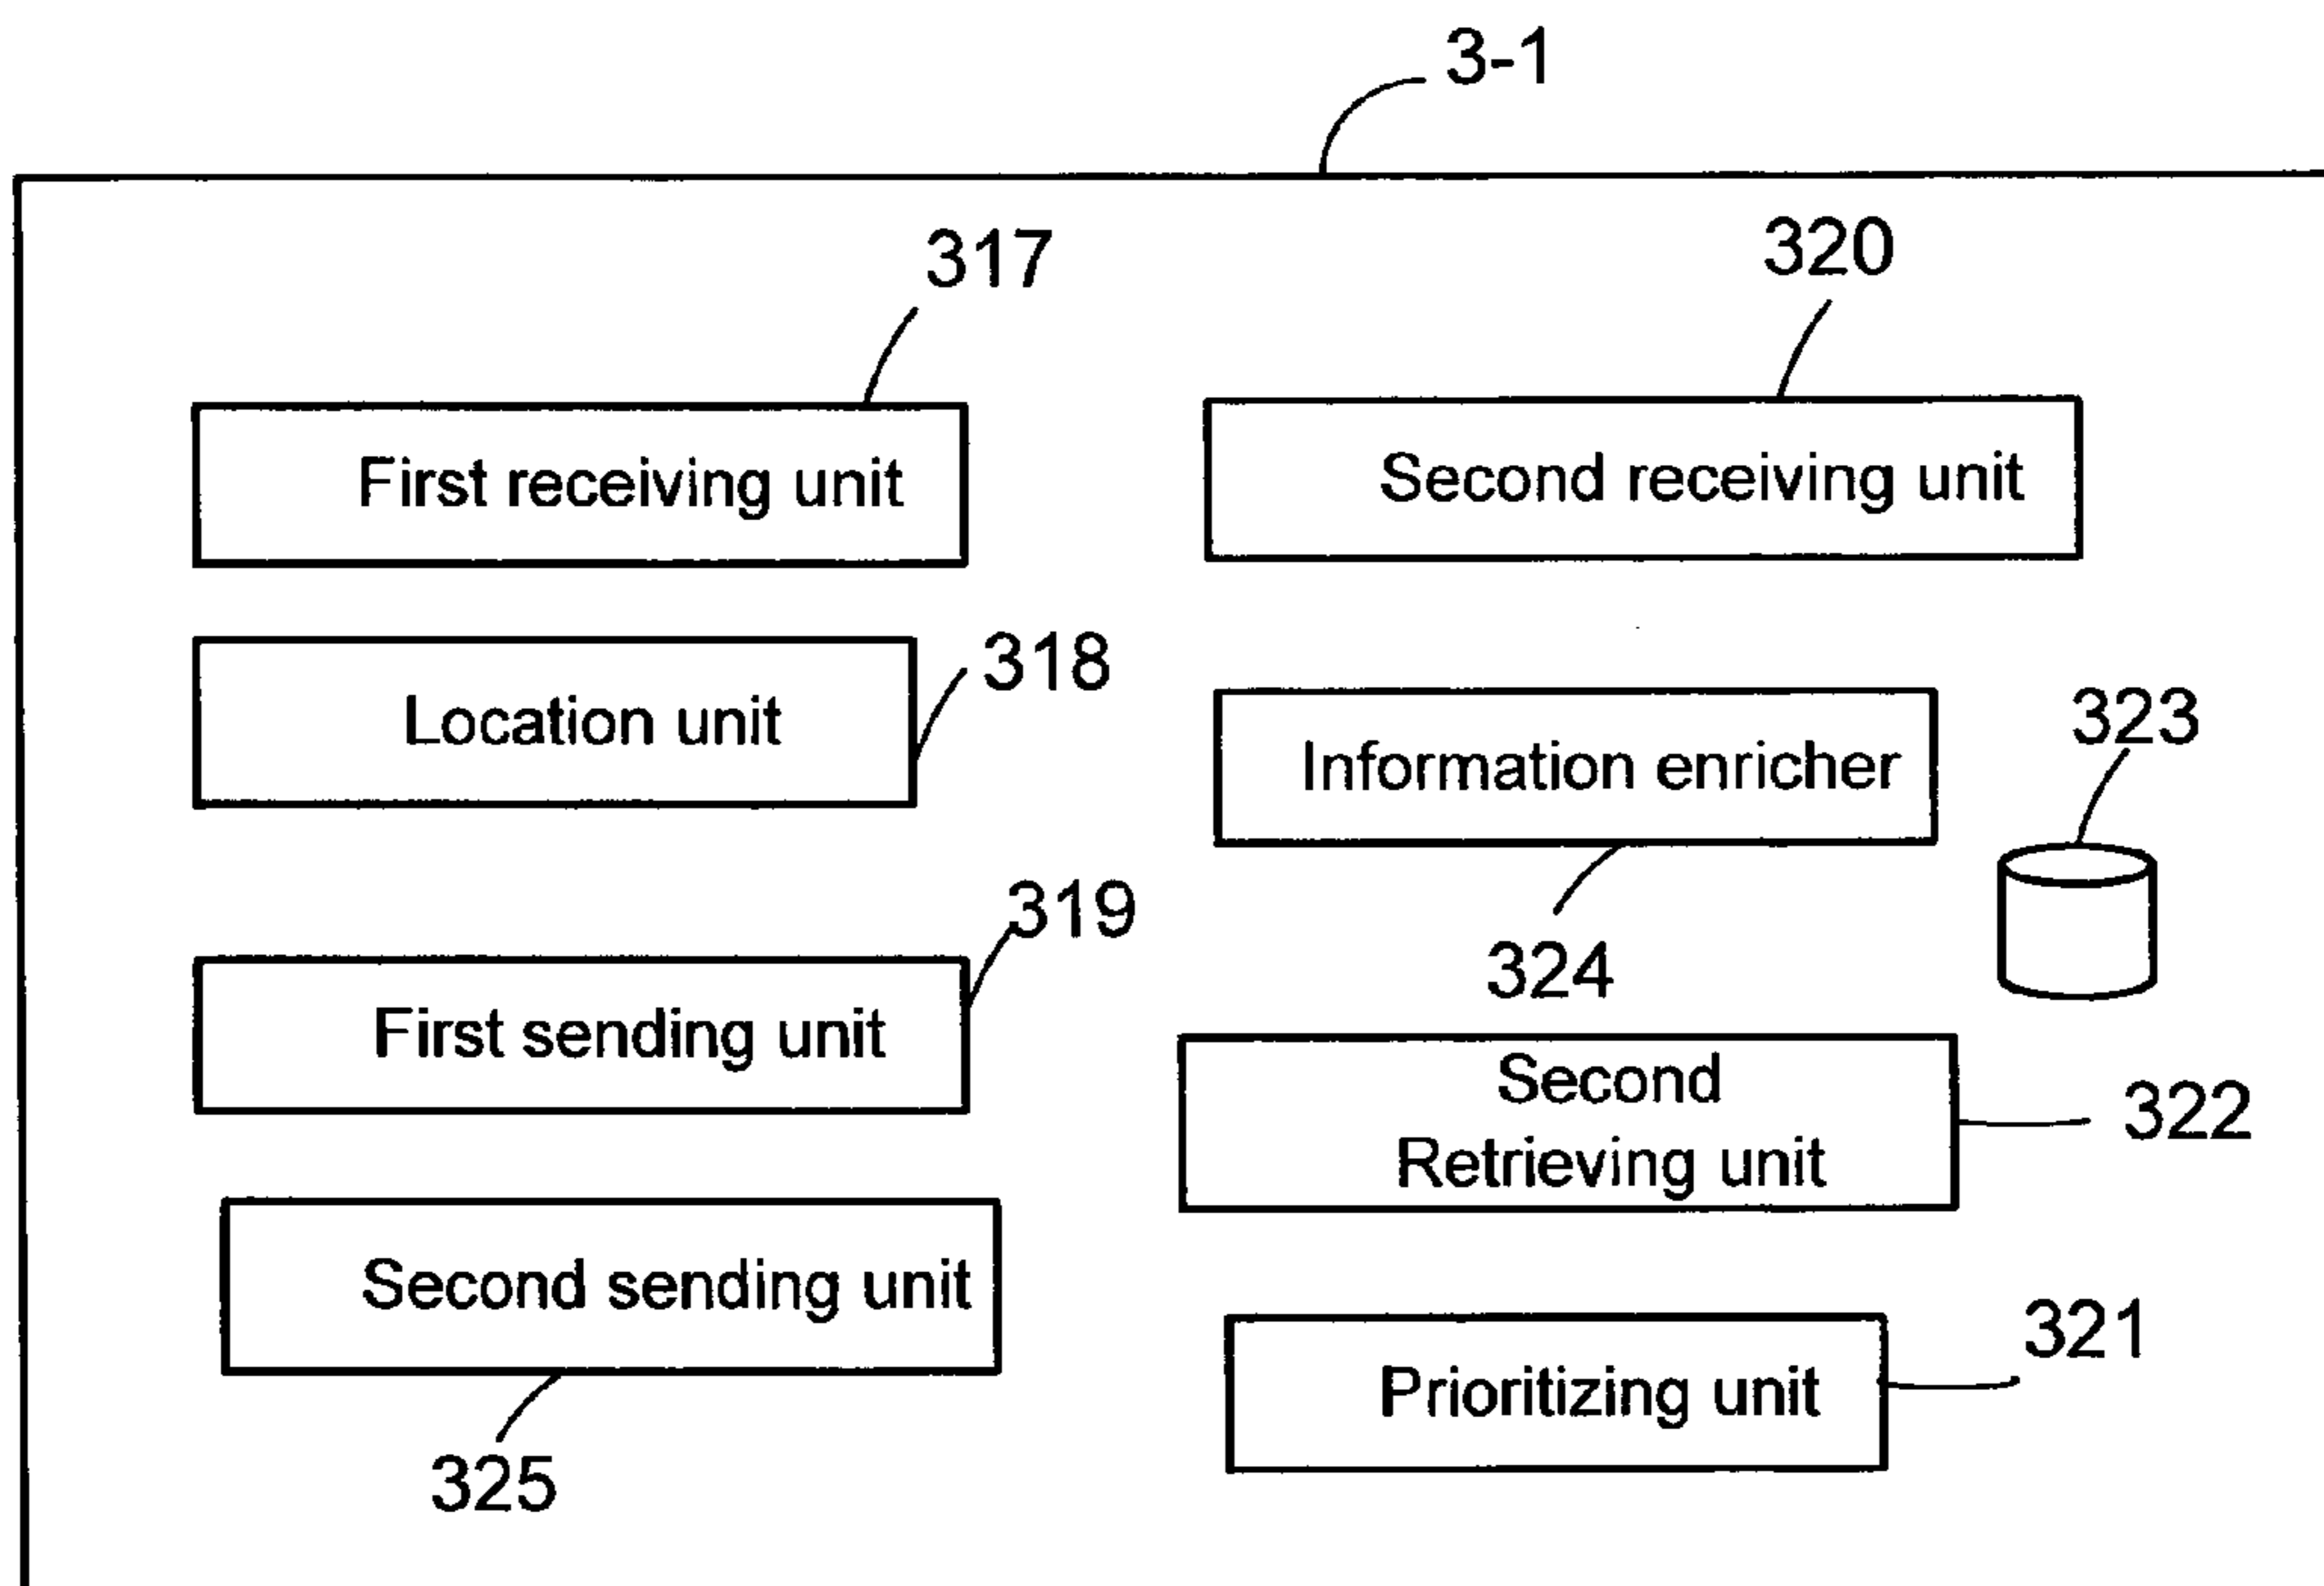 3-1
317
320
First receiving unit
Second receiving unit
318
Location unit
323
Information enricher
319
324
First sending unit
Second
Retrieving unit
322
Second sending unit
321
Prioritizing unit
325